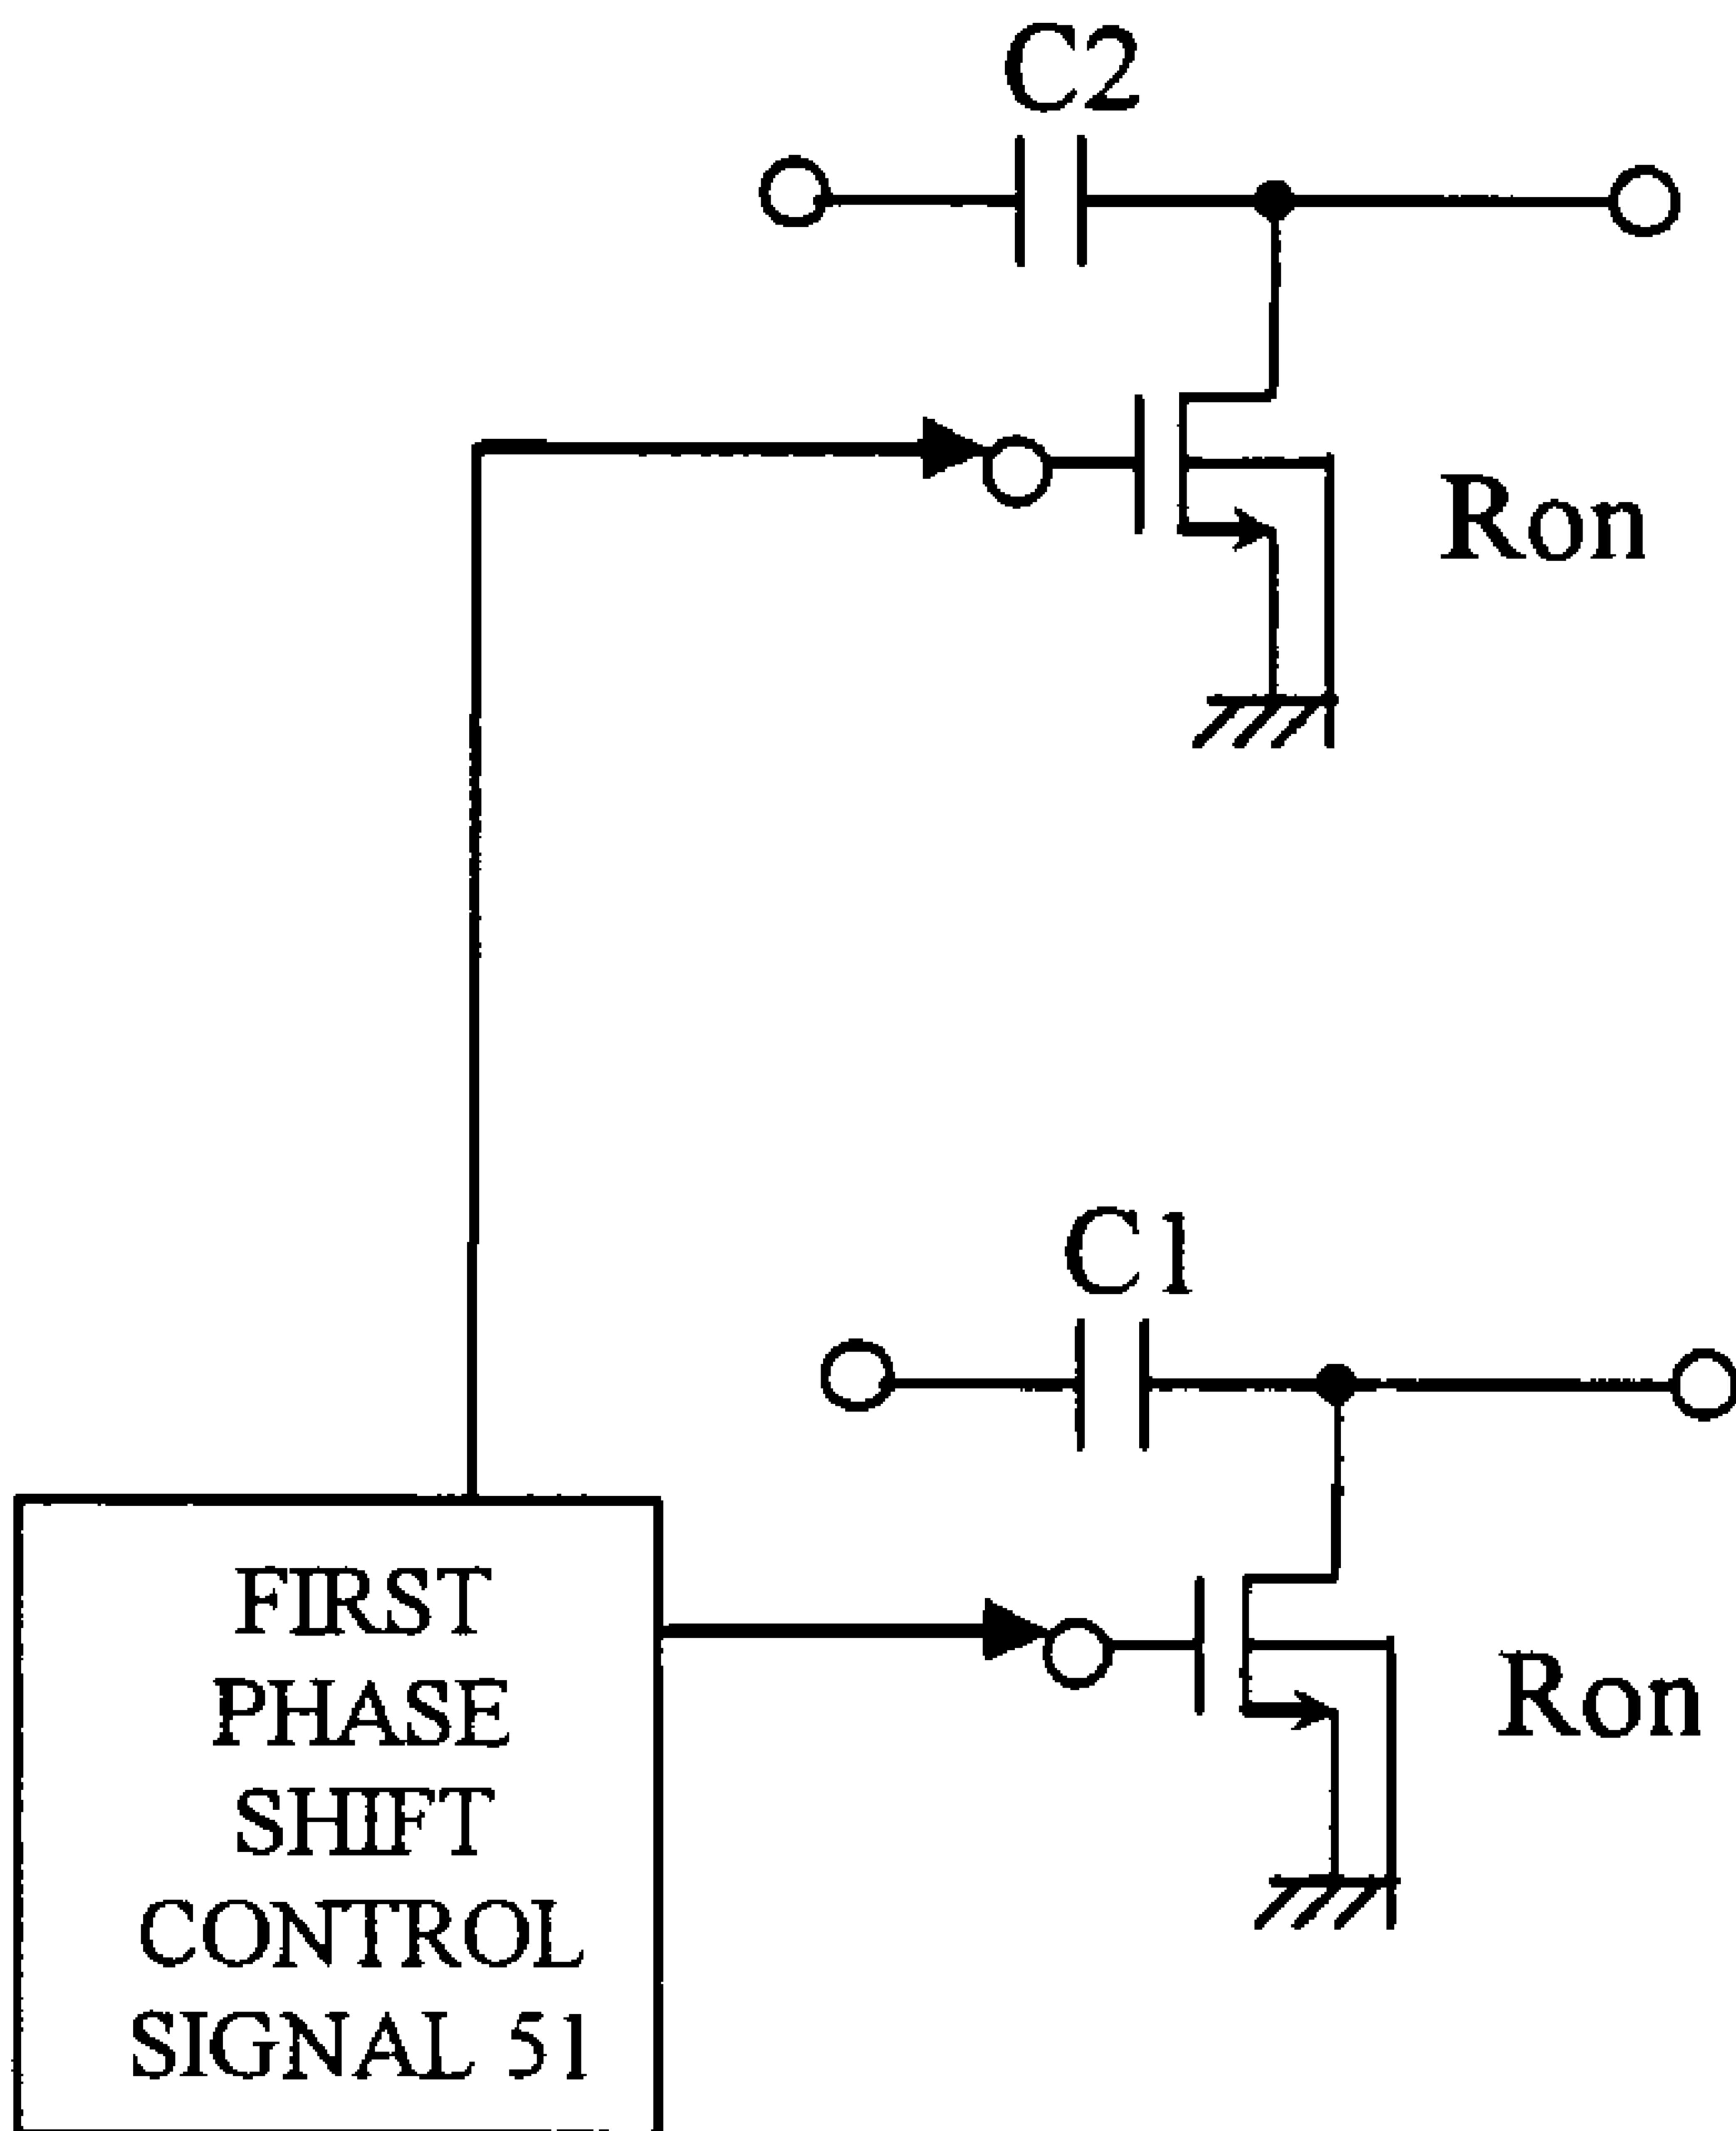 C2
Ron
C1
Ron
FIRST
PHASE
SHIFT
CONTROL
SIGNAL 51